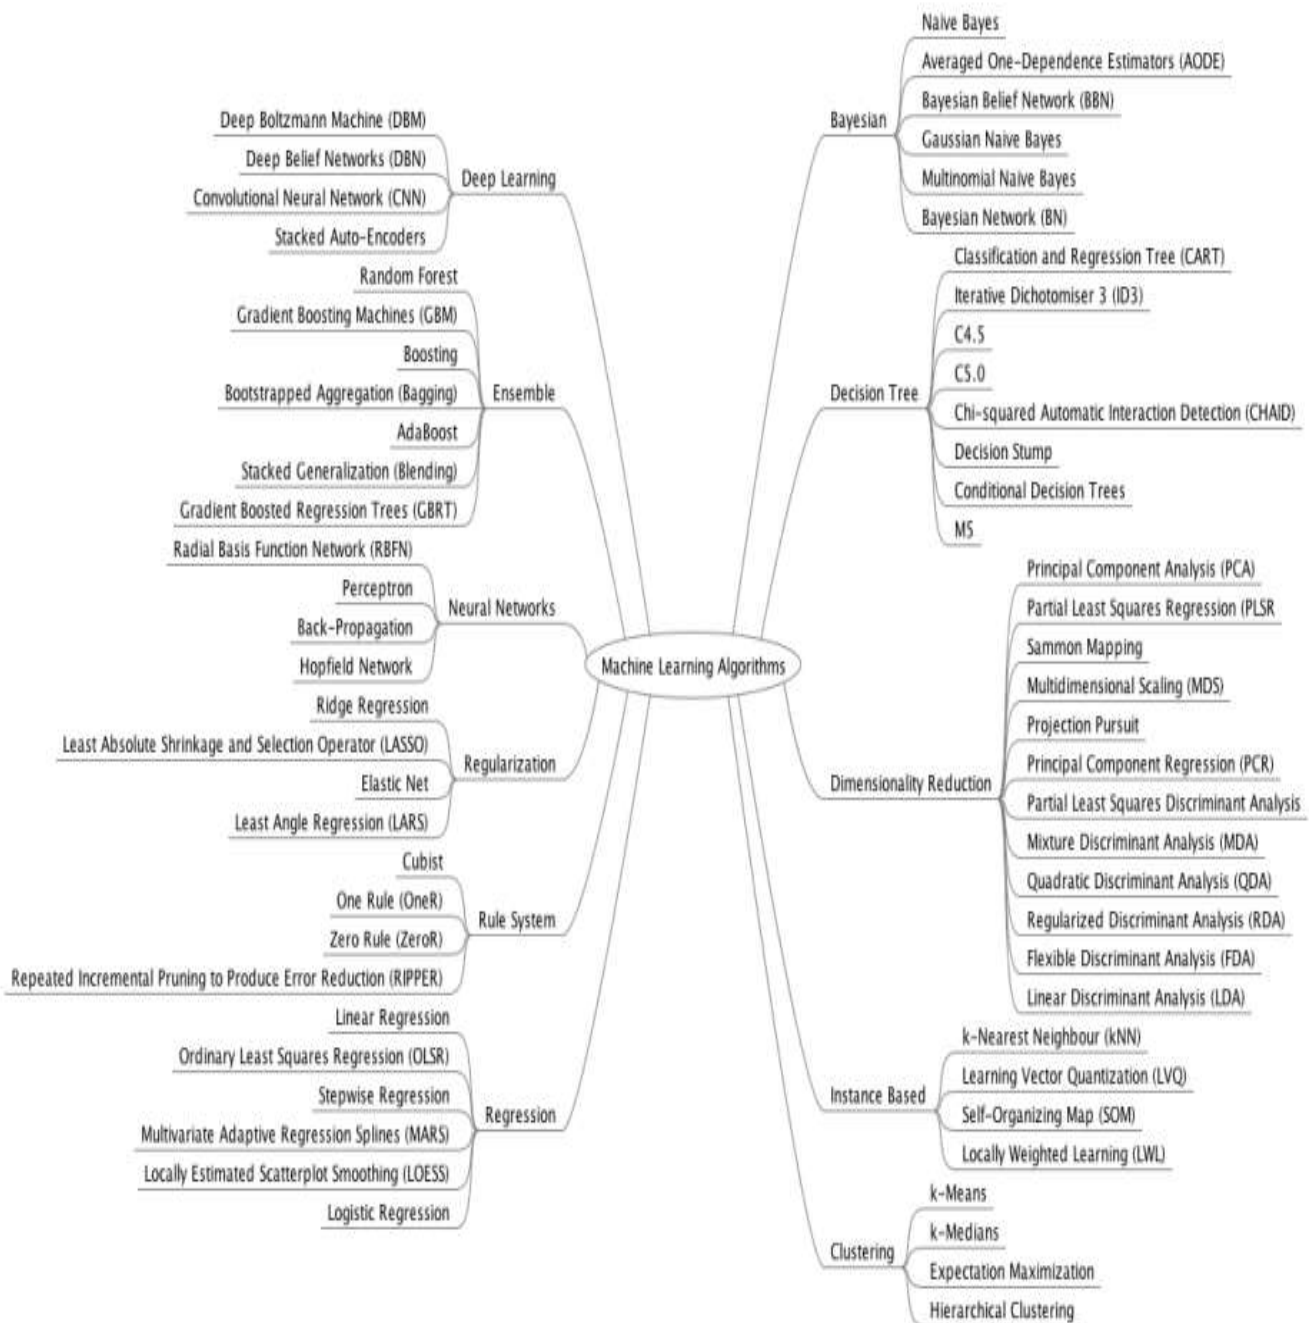 Deep Boltzmann Machine (DBM)
Deep Belief Networks (DBN)
Convolutional Neural Network (CNN)
Stacked Auto-Encoders
Deep Learning
Random Forest
Gradient Boosting Machines (GBM)
Boosting
Bootstrapped Aggregation (Bagging)
AdaBoost
Stacked Generalization (Blending)
Gradient Boosted Regression Trees (GBRT)
Ensemble
Radial Basis Function Network (RBFN)
Perceptron
Back-Propagation
Hopfield Network
Neural Networks
Ridge Regression
Least Absolute Shrinkage and Selection Operator (LASSO)
Elastic Net
Least Angle Regression (LARS)
Regularization
Cubist
One Rule (OneR)
Zero Rule (ZeroR)
Repeated Incremental Pruning to Produce Error Reduction (RIPPER)
Rule System
Linear Regression
Ordinary Least Squares Regression (OLSR)
Stepwise Regression
Multivariate Adaptive Regression Splines (MARS)
Locally Estimated Scatterplot Smoothing (LOESS)
Logistic Regression
Regression
Machine Learning Algorithms
Bayesian
Naive Bayes
Averaged One-Dependence Estimators (AODE)
Bayesian Belief Network (BBN)
Gaussian Naive Bayes
Multinomial Naive Bayes
Bayesian Network (BN)
Decision Tree
Classification and Regression Tree (CART)
Iterative Dichotomiser 3 (ID3)
C4.5
C5.0
Chi-squared Automatic Interaction Detection (CHAID)
Decision Stump
Conditional Decision Trees
M5
Dimensionality Reduction
Principal Component Analysis (PCA)
Partial Least Squares Regression (PLSR
Sammon Mapping
Multidimensional Scaling (MDS)
Projection Pursuit
Principal Component Regression (PCR)
Partial Least Squares Discriminant Analysis
Mixture Discriminant Analysis (MDA)
Quadratic Discriminant Analysis (QDA)
Regularized Discriminant Analysis (RDA)
Flexible Discriminant Analysis (FDA)
Linear Discriminant Analysis (LDA)
Instance Based
k-Nearest Neighbour (kNN)
Learning Vector Quantization (LVQ)
Self-Organizing Map (SOM)
Locally Weighted Learning (LWL)
Clustering
k-Means
k-Medians
Expectation Maximization
Hierarchical Clustering